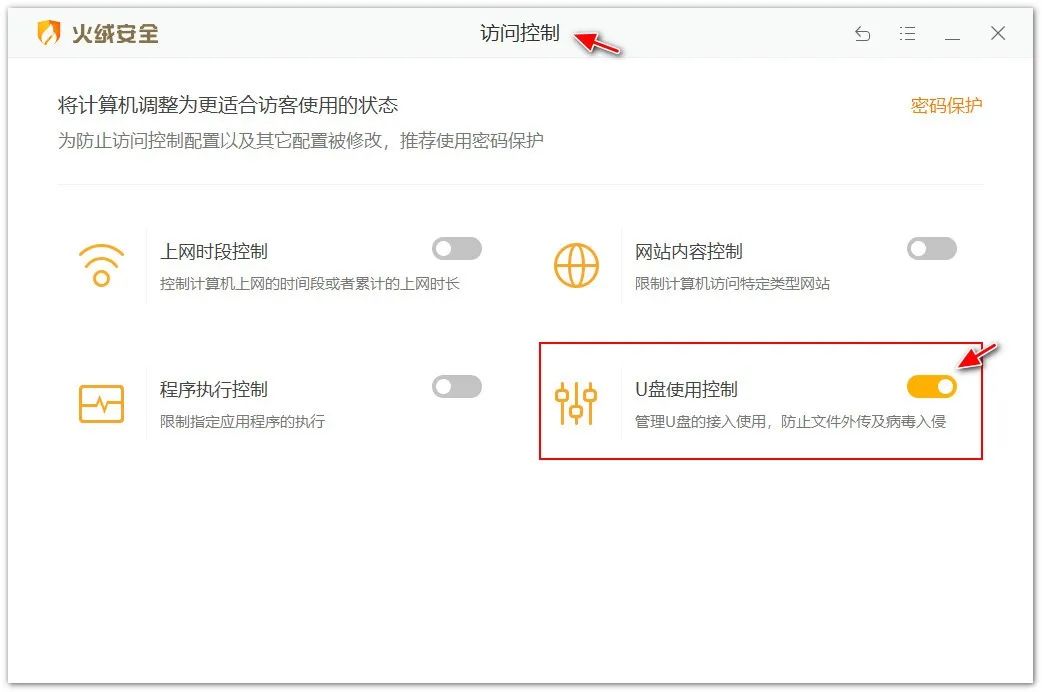 火绒安全
访问控制
将计算机调整为更适合访客使用的状态
密码保护
为防止访问控制配置以及其它配置被修改，推荐使用密码保护
上网时段控制
控制计算机上网的时间段或者累计的上网时长
网站内容控制
限制计算机访问特定类型网站
程序执行控制
限制指定应用程序的执行
U盘使用控制
管理U盘的接入使用，防止文件外传及病毒入侵